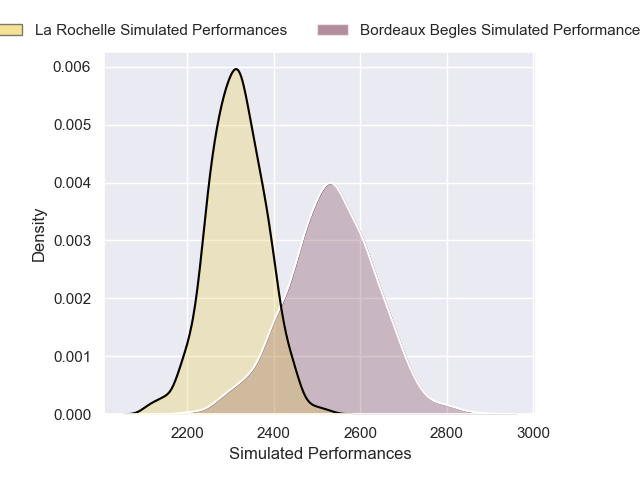 La Rochelle Simulated Performances Bordeaux Begles Simulated Performance
0.006
0.005
0.004
0.003
0.002
0.001
0.000
Density
2200 2400 2600 2800 3000
Simulated Performances